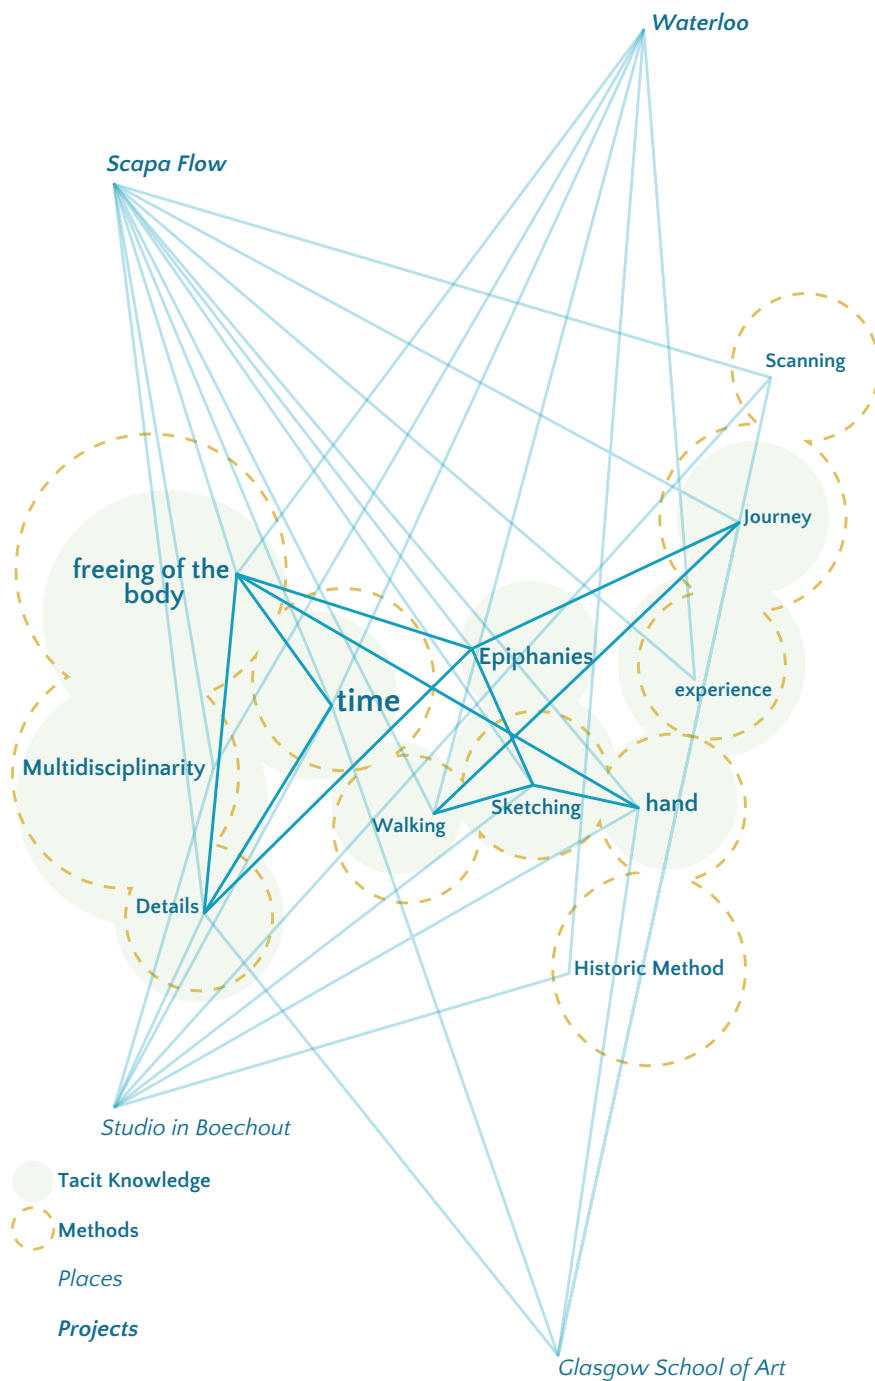 Waterloo
Scapa Flow
Scanning
Journey
freeing of the
body
Epiphanies
experience
time
Multidisciplinarity
hand
Sketching
Walking
Details
Historic Method
Studio in Boechout
Tacit Knowledge
Methods
Places
Projects
Glasgow School of Art